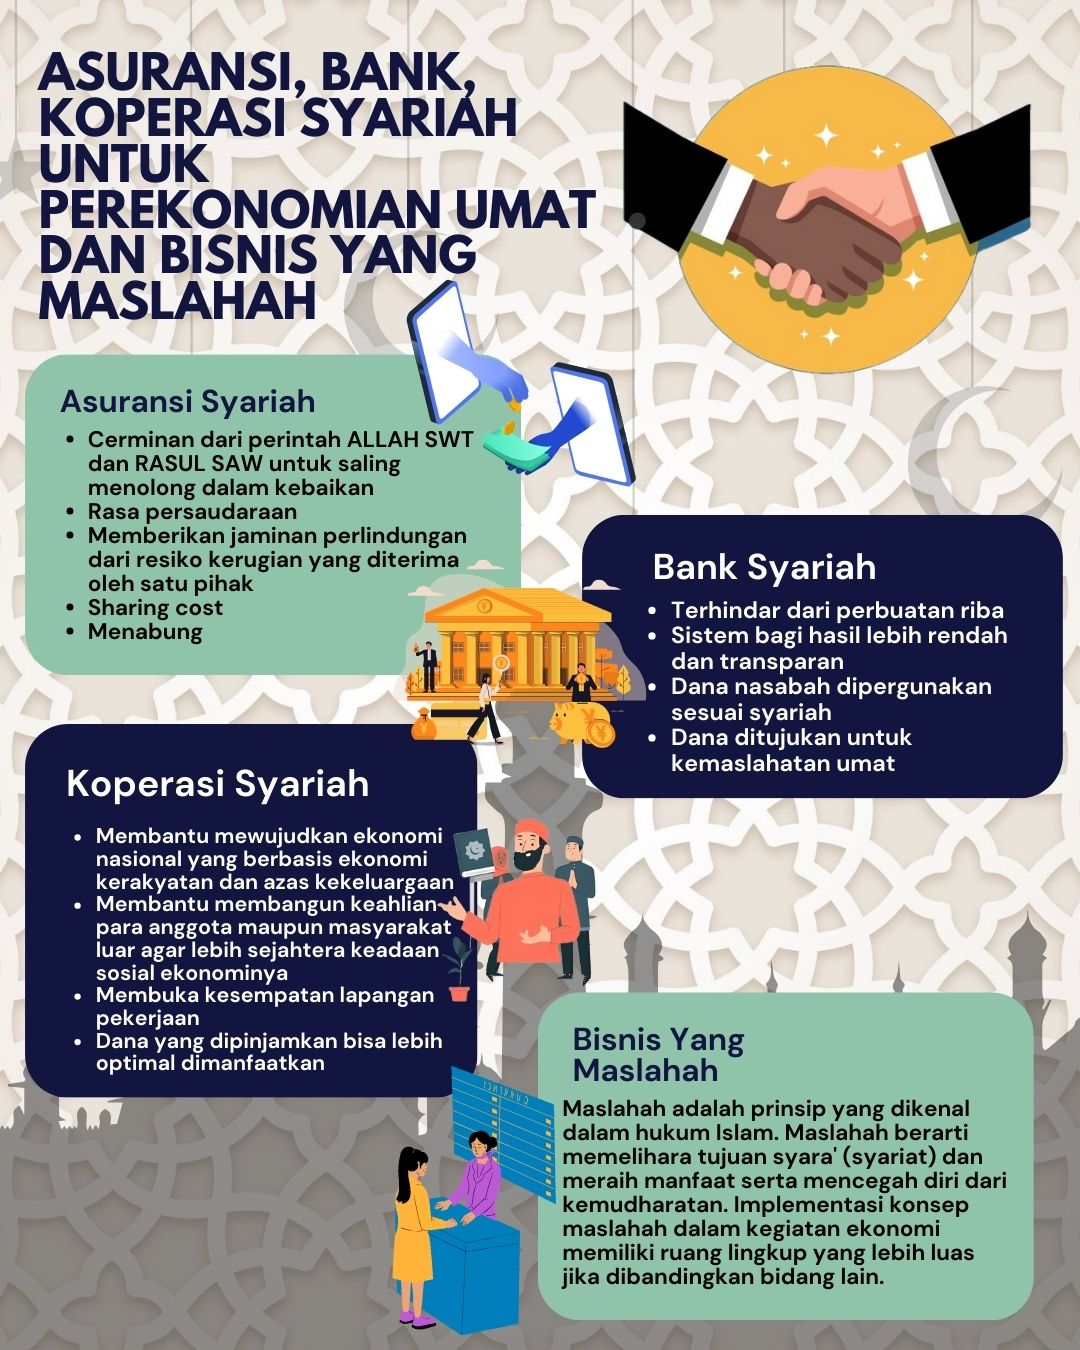 ASURANSI, BANK,
KOPERASI SYARIAH
UNTUK
PEREKONOMIAN UMAT
DAN BISNIS YANG
MASLAHAH
Asuransi Syariah
• Cerminan dari perintah ALLAH SWT
dan RASUL SAW untuk saling
menolong dalam kebaikan
• Rasa persaudaraan
• Memberikan jaminan perlindungan
dari resiko kerugian yang diterima
oleh satu pihak
• Sharing cost
• Menabung
Bank Syariah
• Terhindar dari perbuatan riba
• Sistem bagi hasil lebih rendah
dan transparan
• Dana nasabah dipergunakan
sesuai syariah
• Dana ditujukan untuk
kemaslahatan umat
Koperasi Syariah
• Membantu mewujudkan ekonomi
nasional yang berbasis ekonomi
kerakyatan dan azas kekeluargaan
• Membantu membangun keahlian
para anggota maupun masyarakat
luar agar lebih sejahtera keadaan
sosial ekonominya
• Membuka kesempatan lapangan
pekerjaan
• Dana yang dipinjamkan bisa lebih
optimal dimanfaatkan
Bisnis Yang
Maslahah
Maslahah adalah prinsip yang dikenal
dalam hukum Islam. Maslahah berarti
memelihara tujuan syara' (syariat) dan
meraih manfaat serta mencegah diri dari
kemudharatan. Implementasi konsep
maslahah dalam kegiatan ekonomi
memiliki ruang lingkup yang lebih luas
jika dibandingkan bidang lain.
CURRENCY